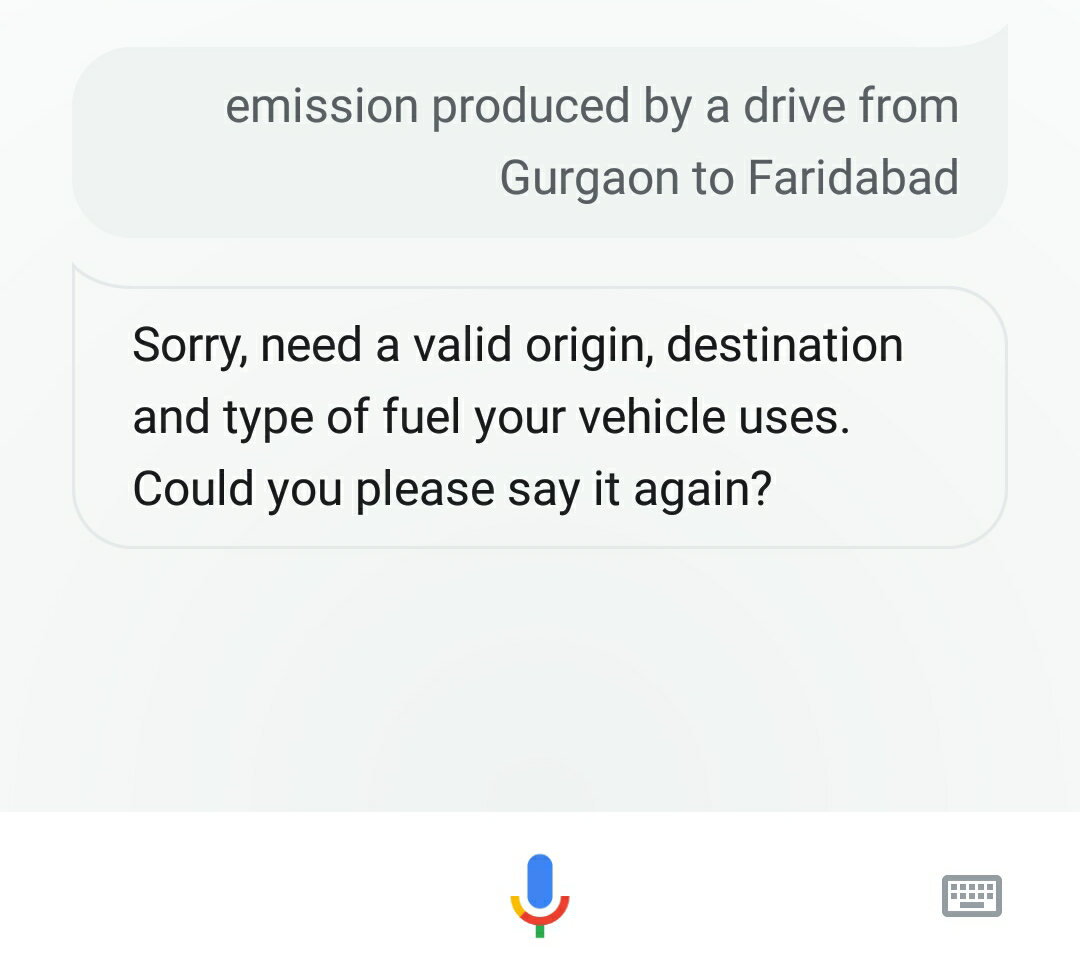 emission produced by a drive from
Gurgaon to Faridabad
Sorry, need a valid origin, destination
and type of fuel your vehicle uses.
Could you please say it again?